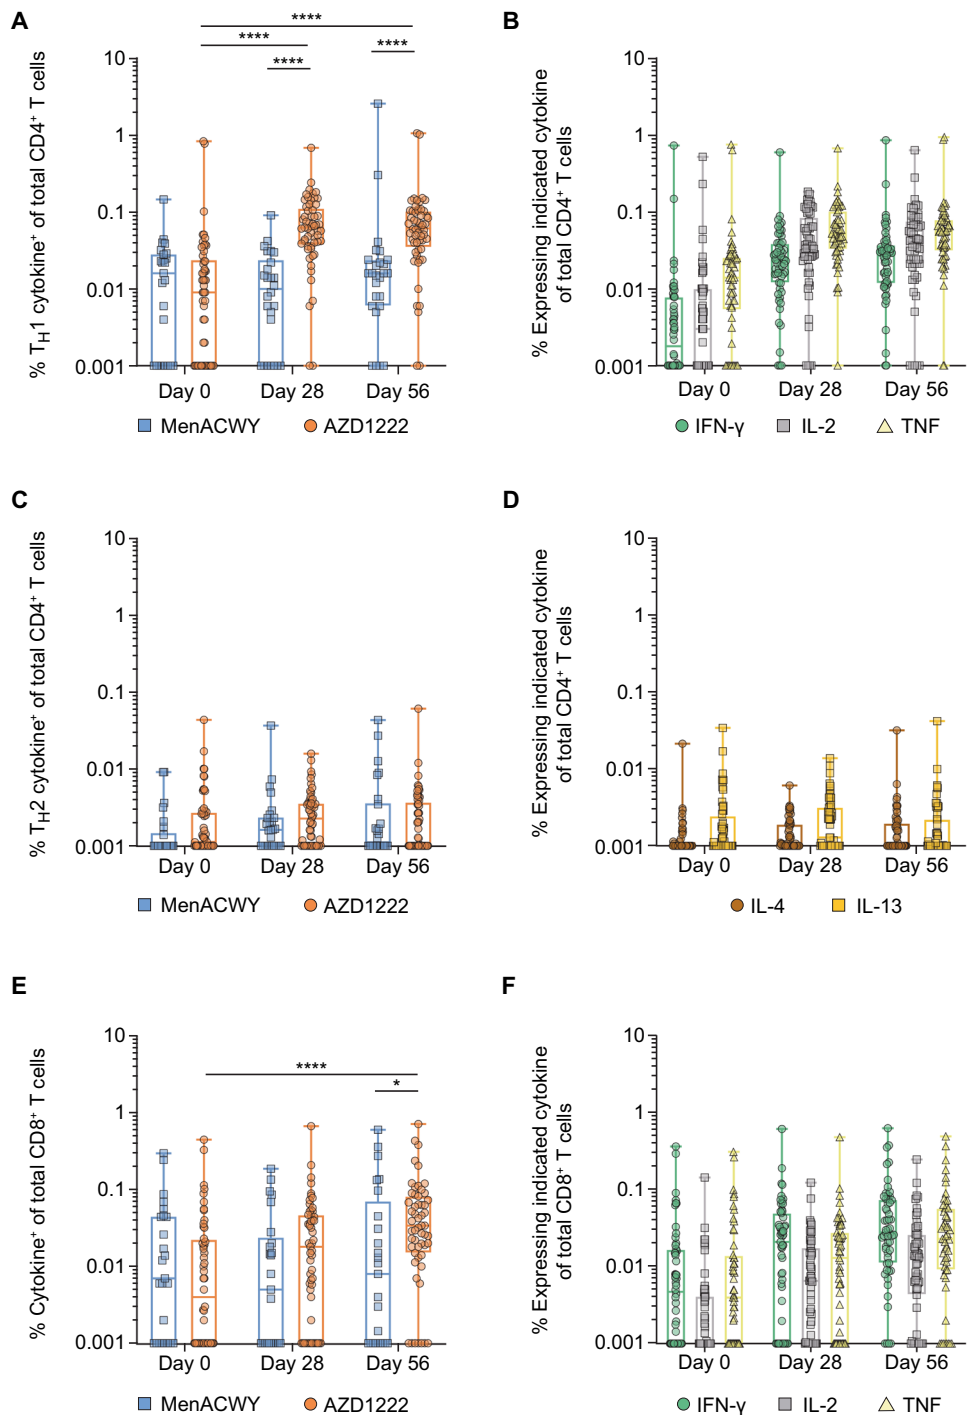 A
****
****
****
****
% TH1 cytokine⁺ of total CD4⁺ T cells
10
1
0.1
0.01
0.001
Day 0
Day 28
Day 56
MenACWY
AZD1222
B
% Expressing indicated cytokine
of total CD4⁺ T cells
10
1
0.1
0.01
0.001
Day 0
Day 28
Day 56
IFN-γ
IL-2
TNF
C
% TH2 cytokine⁺ of total CD4⁺ T cells
10
1
0.1
0.01
0.001
Day 0
Day 28
Day 56
MenACWY
AZD1222
D
% Expressing indicated cytokine
of total CD4⁺ T cells
10
1
0.1
0.01
0.001
Day 0
Day 28
Day 56
IL-4
IL-13
E
****
*
% Cytokine⁺ of total CD8⁺ T cells
10
1
0.1
0.01
0.001
Day 0
Day 28
Day 56
MenACWY
AZD1222
F
% Expressing indicated cytokine
of total CD8⁺ T cells
10
1
0.1
0.01
0.001
Day 0
Day 28
Day 56
IFN-γ
IL-2
TNF